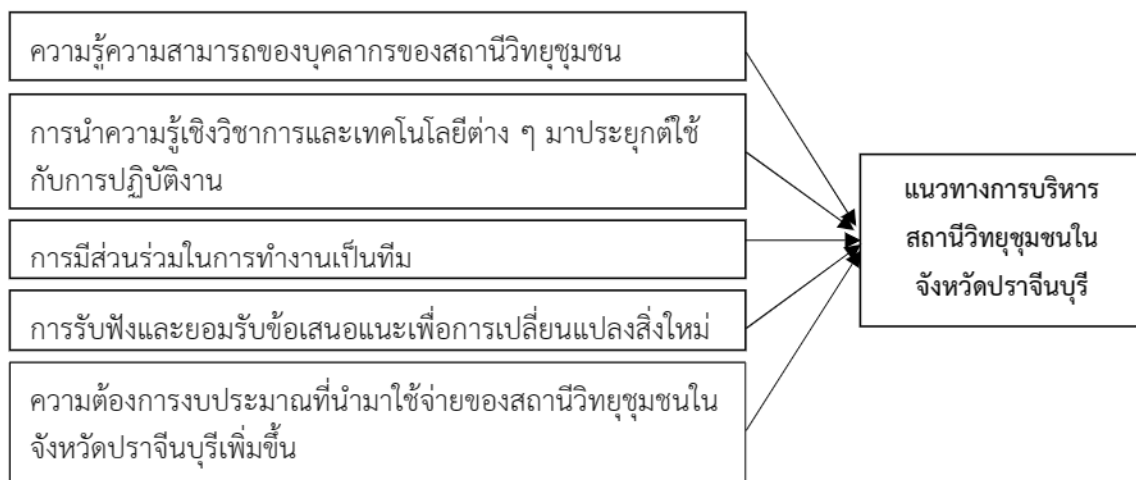 ความรู้ความสามารถของบุคลากรของสถานีวิทยุชุมชน
การนำความรู้เชิงวิชาการและเทคโนโลยีต่าง ๆ มาประยุกต์ใช้
กับการปฏิบัติงาน
การมีส่วนร่วมในการทำงานเป็นทีม
การรับฟังและยอมรับข้อเสนอแนะเพื่อการเปลี่ยนแปลงสิ่งใหม่
ความต้องการงบประมาณที่นำมาใช้จ่ายของสถานีวิทยุชุมชนใน
จังหวัดปราจีนบุรีเพิ่มขึ้น
แนวทางการบริหาร
สถานีวิทยุชุมชนใน
จังหวัดปราจีนบุรี